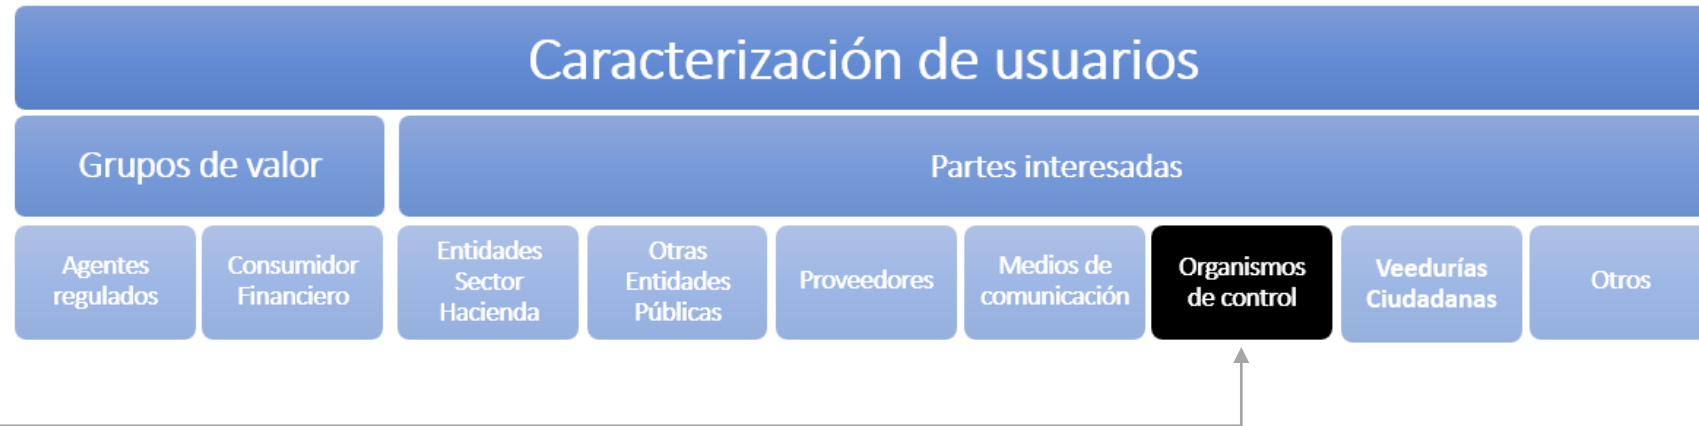 Caracterización de usuarios
Grupos de valor
Partes interesadas
Agentes
regulados
Consumidor
Financiero
Entidades
Sector
Hacienda
Otras
Entidades
Públicas
Proveedores
Medios de
comunicación
Organismos
de control
Veedurías
Ciudadanas
Otros